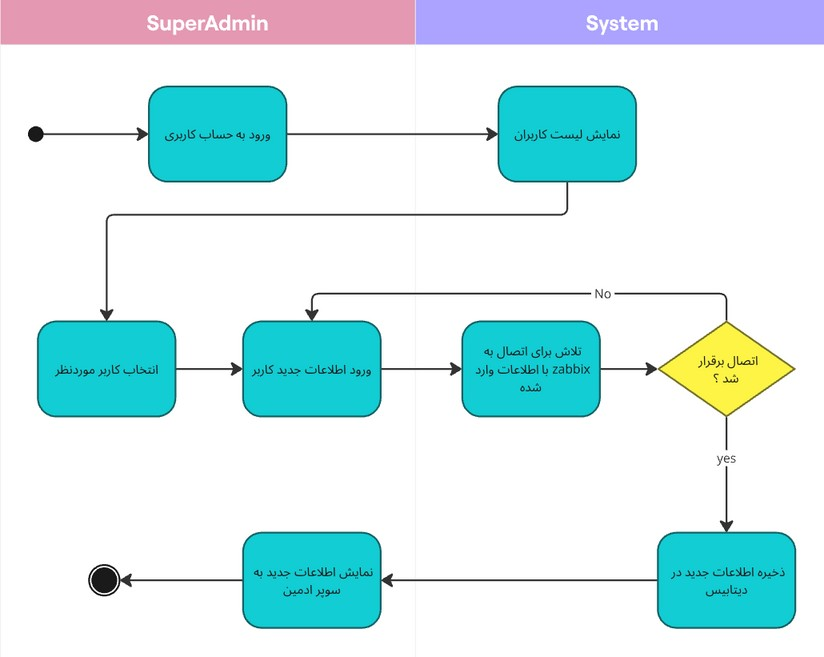 SuperAdmin
System
ورود به حساب کاربری
نمایش لیست کاربران
No
انتخاب کاربر موردنظر
ورود اطلاعات جدید کاربر
تلاش برای اتصال به
zabbix با اطلاعات وارد
شده
اتصال برقرار
شد ؟
yes
نمایش اطلاعات جدید به
سوپر ادمین
ذخیره اطلاعات جدید در
دیتابیس